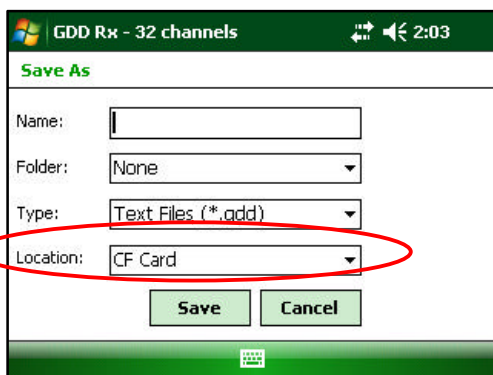 GDD Rx - 32 channels 2:03
Save As
Name:
Folder: None
Type: Text Files (*.gdd)
Location: CF Card
Save Cancel